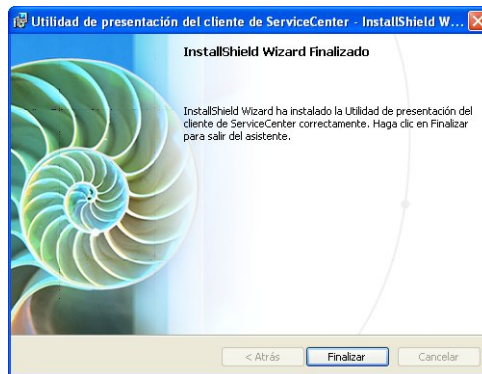 Utilidad de presentación del cliente de ServiceCenter - InstallShield W...
InstallShield Wizard Finalizado
InstallShield Wizard ha instalado la Utilidad de presentación del
cliente de ServiceCenter correctamente. Haga clic en Finalizar
para salir del asistente.
< Atrás
Finalizar
Cancelar